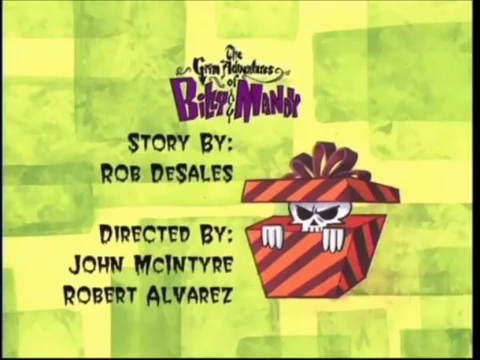 The
Grim Adventures
of
Billy & Mandy
STORY BY:
ROB DESALES
DIRECTED BY:
JOHN MCINTYRE
ROBERT ALVAREZ